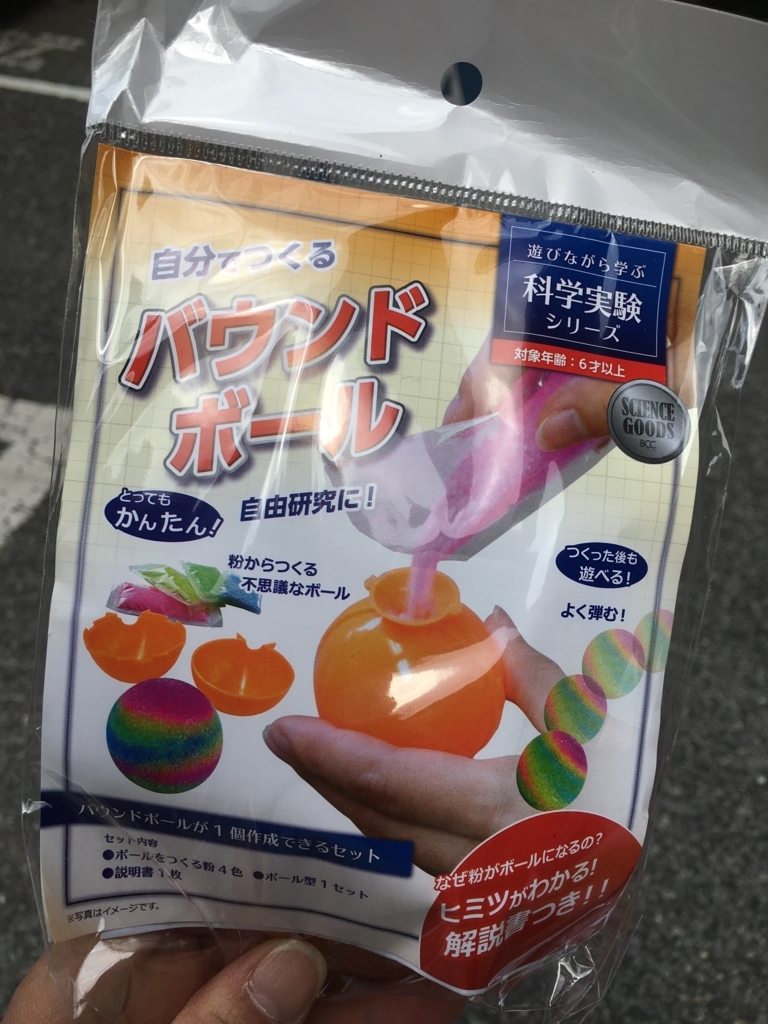 自分でつくる
バウンド
ボール
遊びながら学ぶ
科学実験
シリーズ
対象年齢：6才以上
SCIENCE
GOODS
BCC
とっても
かんたん!
自由研究に!
粉からつくる
不思議なボール
つくった後も
遊べる!
よく弾む!
バウンドボールが1個作成できるセット
セット内容
●ボールをつくる粉4色
●説明書1枚 ●ボール型1セット
※写真はイメージです。
なぜ粉がボールになるの?
ヒミツがわかる!
解説書つき!!